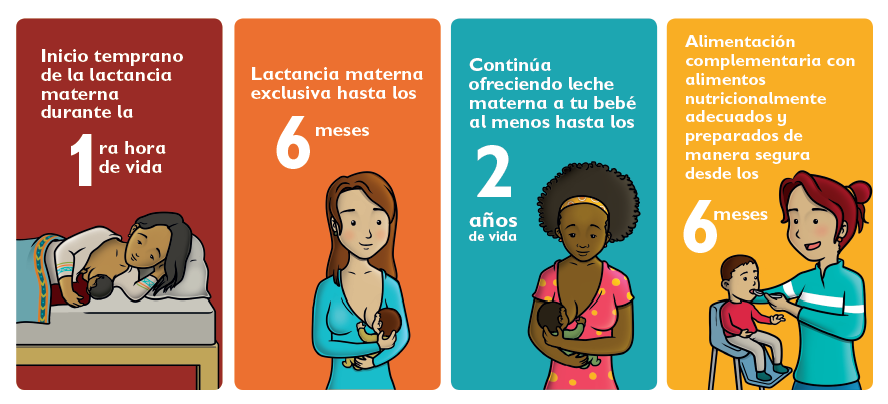 Inicio temprano
de la lactancia
materna
durante la
1ra hora
de vida
Lactancia materna
exclusiva hasta los
6 meses
Continúa
ofreciendo leche
materna a tu bebé
al menos hasta los
2
años
de vida
Alimentación
complementaria con
alimentos
nutricionalmente
adecuados y
preparados de
manera segura
desde los
6 meses